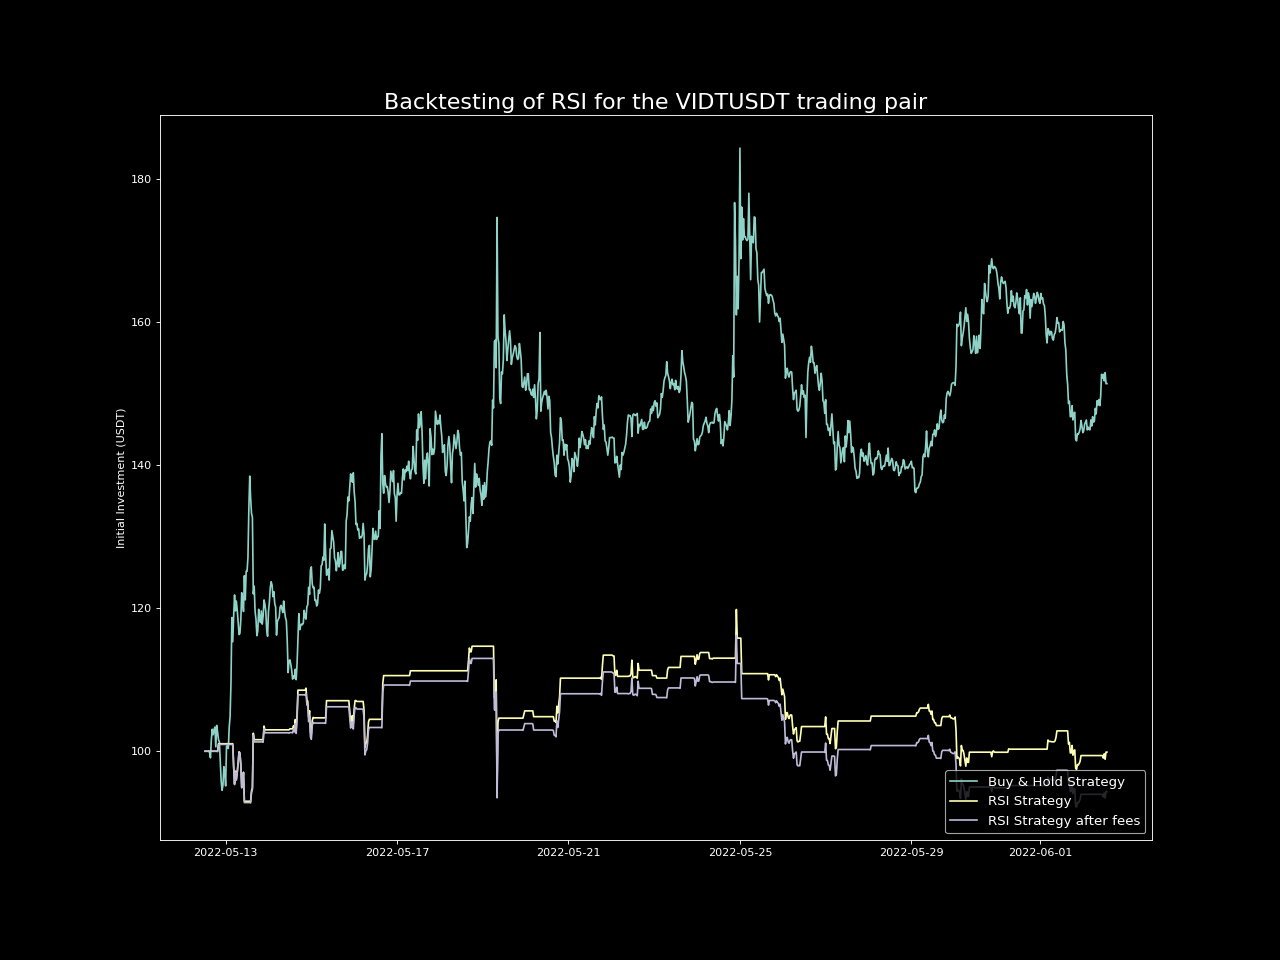 Backtesting of RSI for the VIDTUSDT trading pair
180
160
140
120
100
Initial Investment (USDT)
2022-05-13
2022-05-17
2022-05-21
2022-05-25
2022-05-29
2022-06-01
Buy & Hold Strategy
RSI Strategy
RSI Strategy after fees